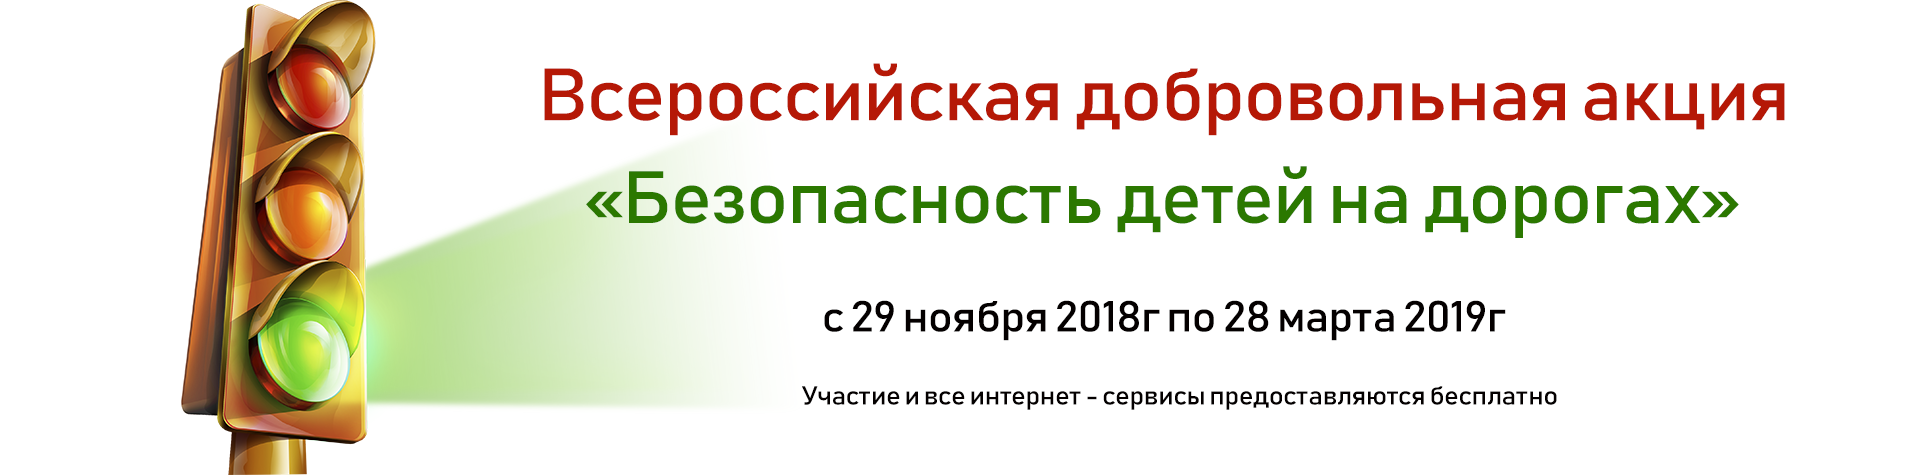 Всероссийская добровольная акция
«Безопасность детей на дорогах»
с 29 ноября 2018г по 28 марта 2019г
Участие и все интернет - сервисы предоставляются бесплатно